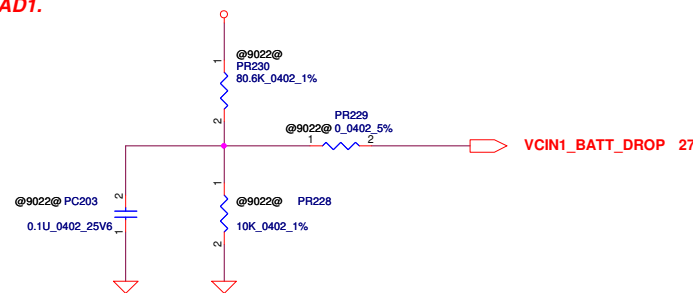 AD1.
@9022@
PR230
80.6K_0402_1%
1
2
PR229
@9022@ 0_0402_5%
1 2
VCIN1_BATT_DROP 27
@9022@ PC203
0.1U_0402_25V6
2
1
@9022@ PR228
10K_0402_1%
1
2